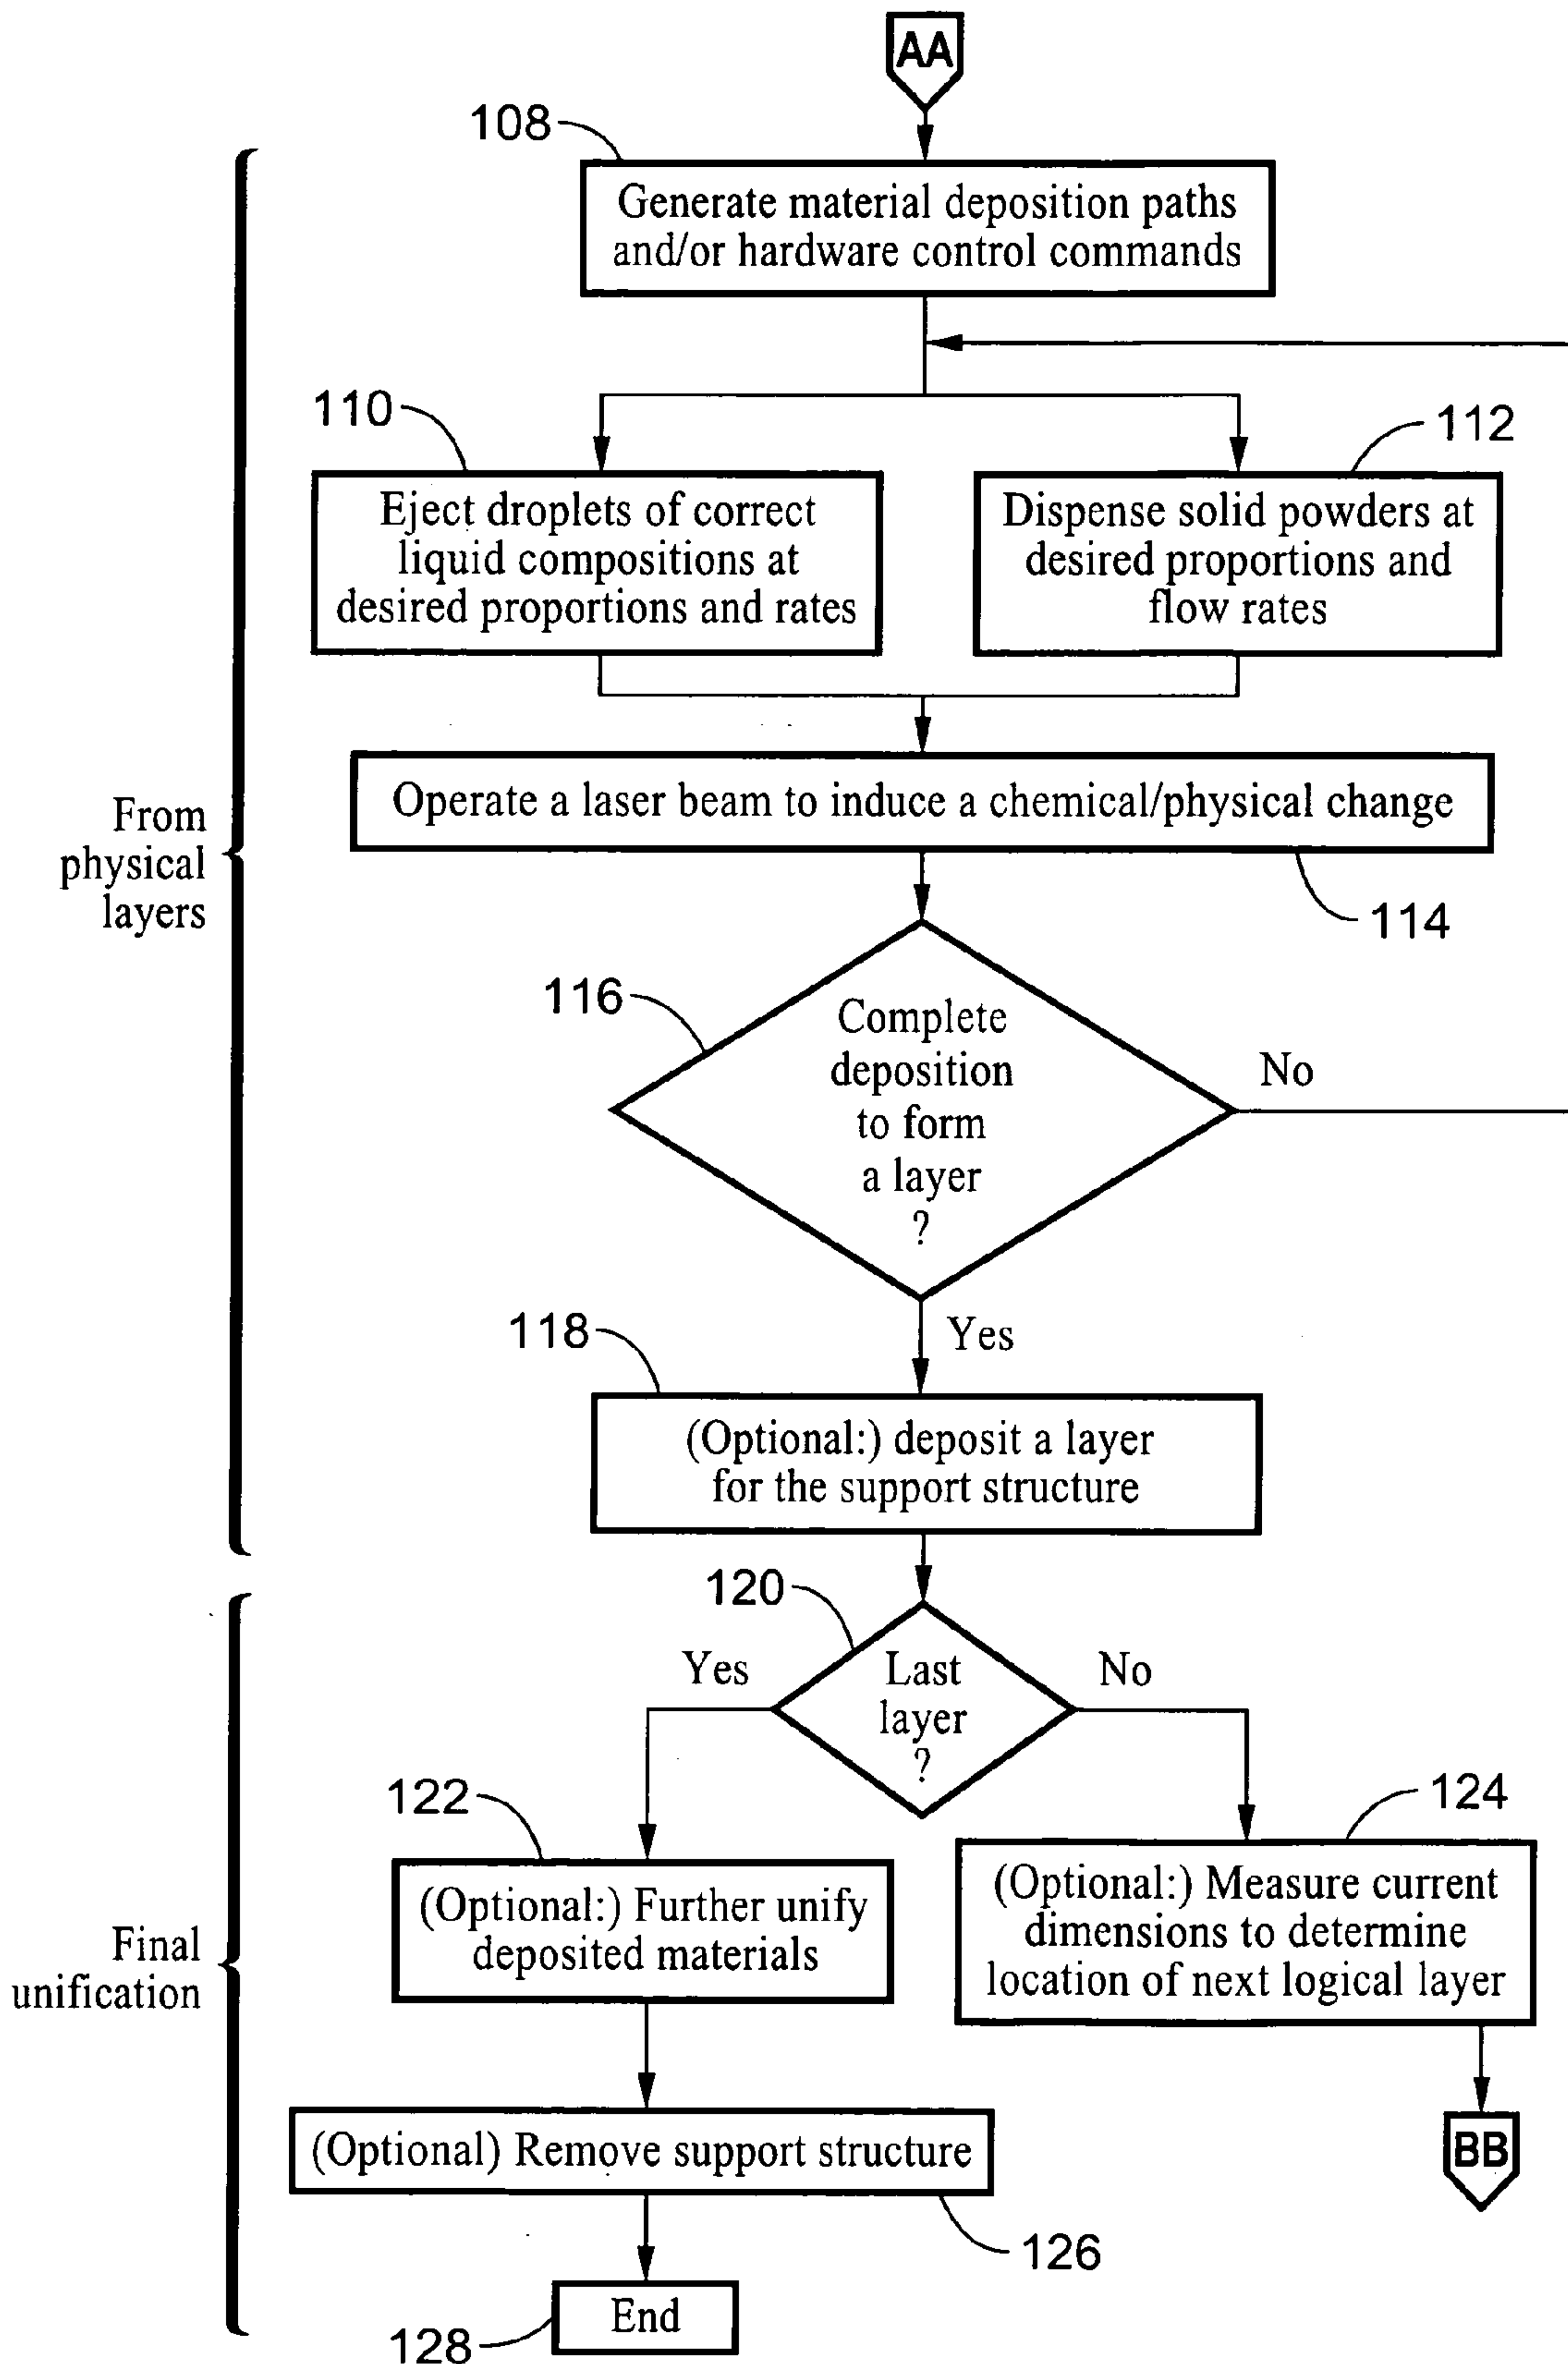 AA
108
Generate material deposition paths
and/or hardware control commands
110
112
Eject droplets of correct
liquid compositions at
desired proportions and rates
Dispense solid powders at
desired proportions and
flow rates
Operate a laser beam to induce a chemical/physical change
114
From
physical
layers
116
Complete
deposition
to form
a layer
?
No
Yes
118
(Optional:) deposit a layer
for the support structure
120
Yes
Last
layer
?
No
122
124
(Optional:) Further unify
deposited materials
(Optional:) Measure current
dimensions to determine
location of next logical layer
Final
unification
(Optional) Remove support structure
BB
126
End
128